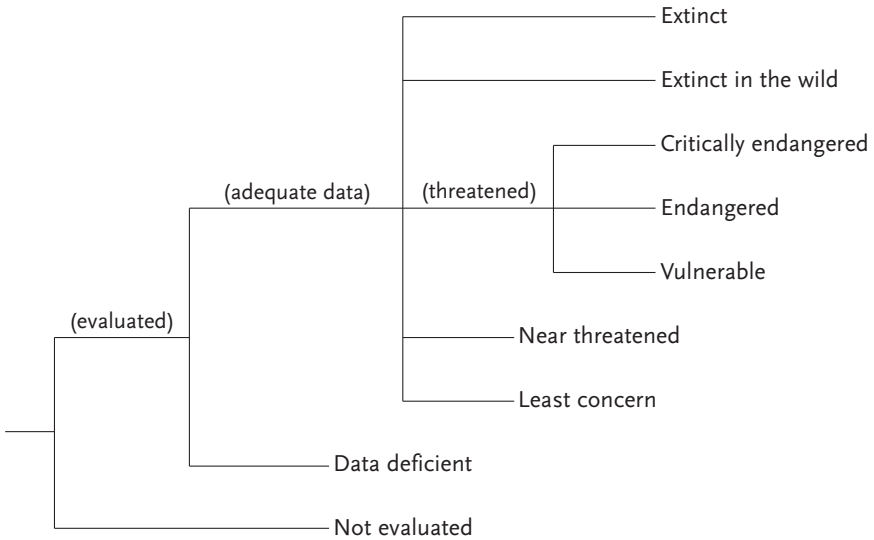 Extinct
Extinct in the wild
Critically endangered
(adequate data)
(threatened)
Endangered
Vulnerable
(evaluated)
Near threatened
Least concern
Data deficient
Not evaluated